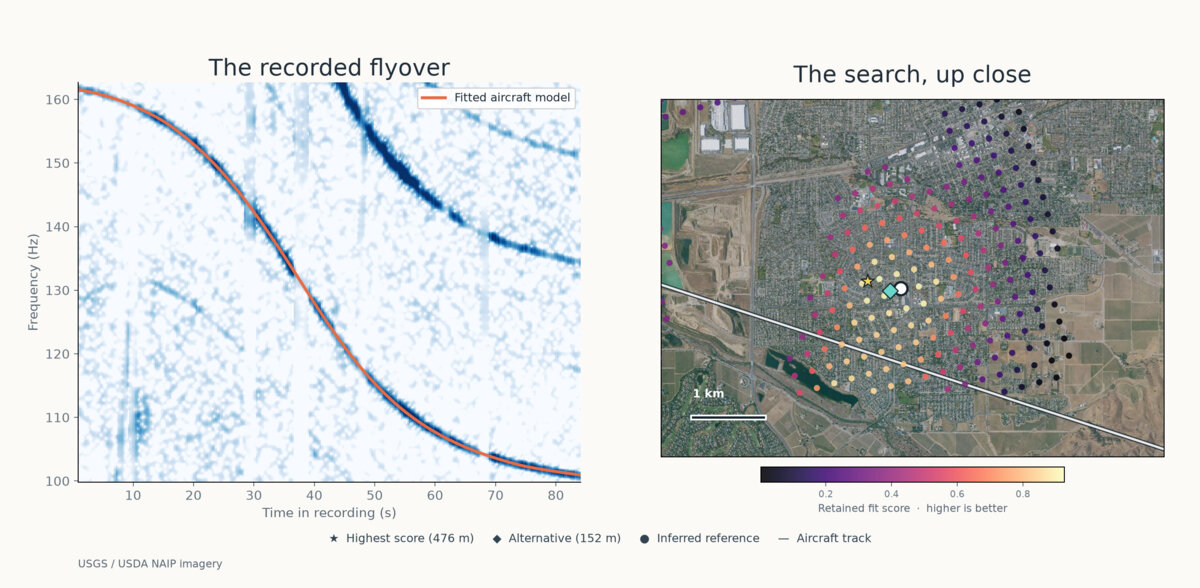 The recorded flyover
The search, up close
Fitted aircraft model
Frequency (Hz)
160
150
140
130
120
110
100
10 20 30 40 50 60 70 80
Time in recording (s)
1 km
0.2 0.4 0.6 0.8
Retained fit score · higher is better
★ Highest score (476 m) ◆ Alternative (152 m) ● Inferred reference — Aircraft track
USGS / USDA NAIP imagery